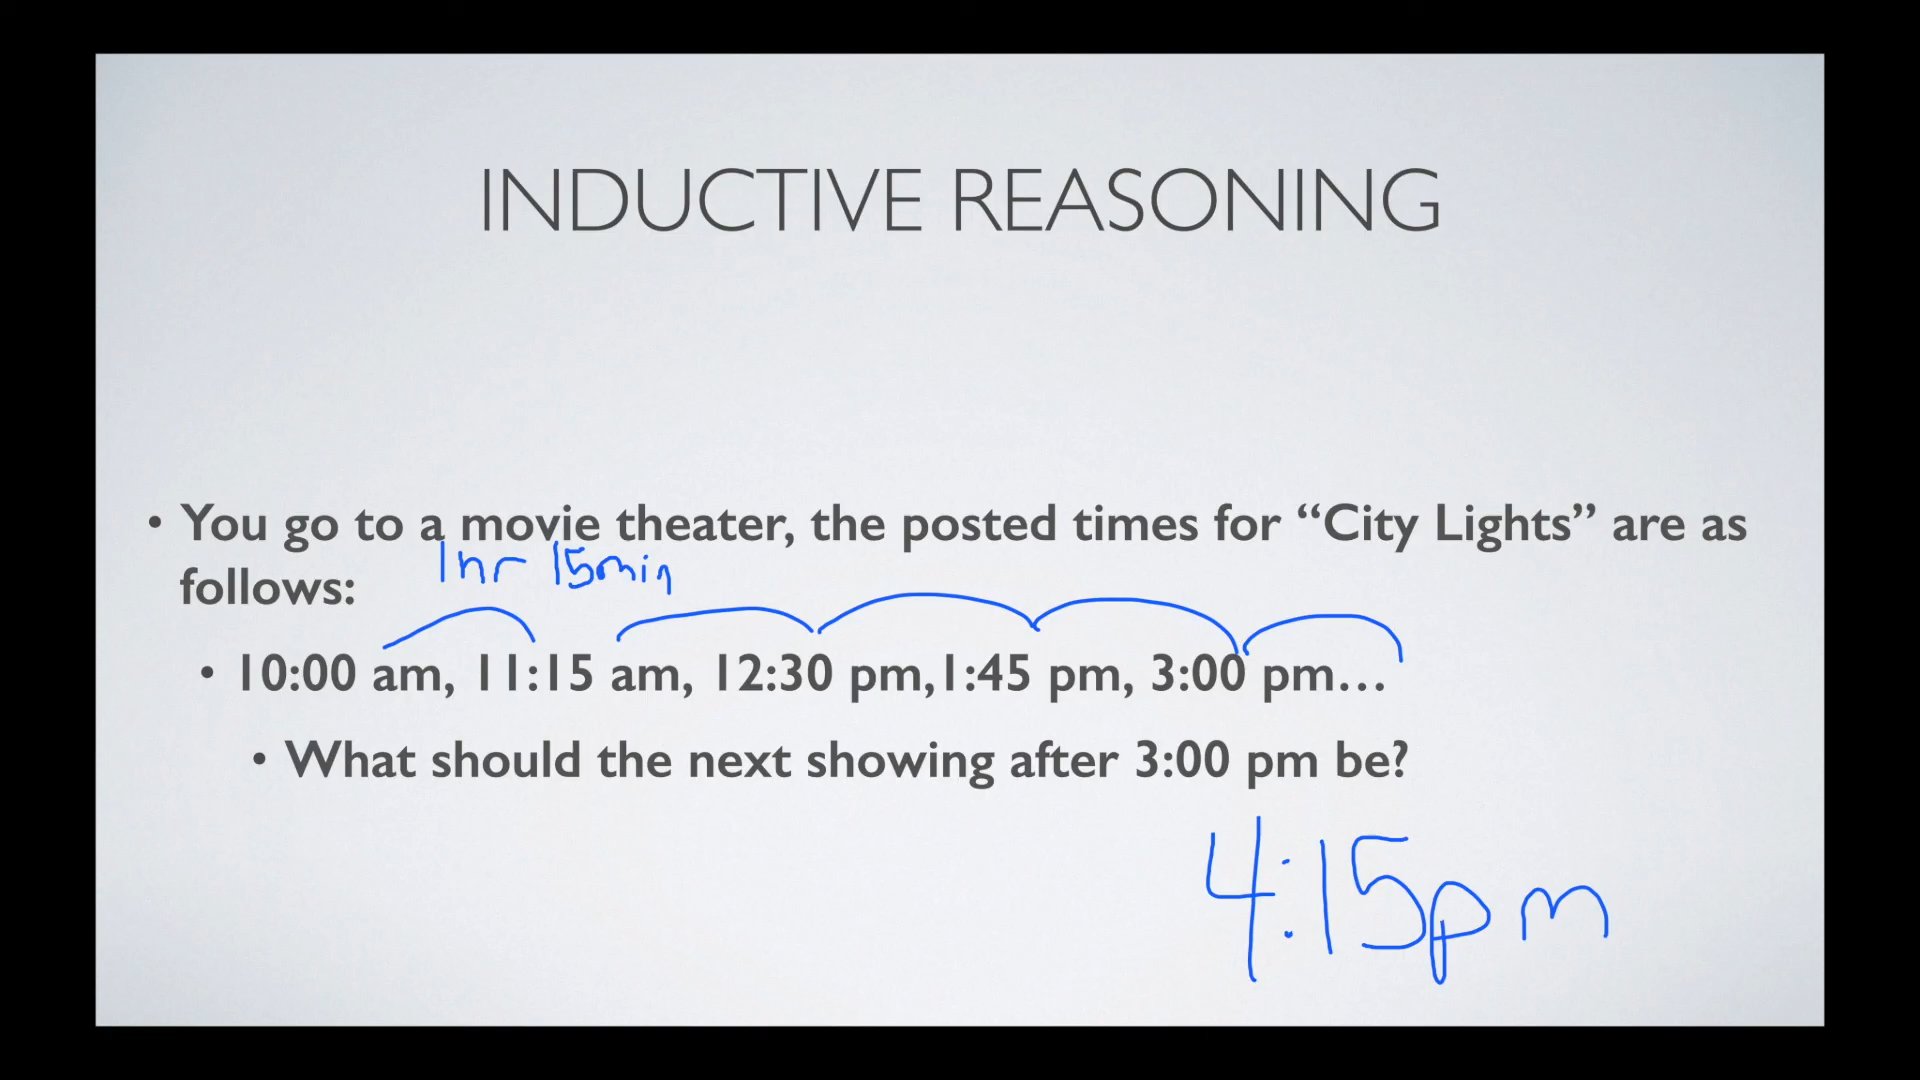 INDUCTIVE REASONING
• You go to a movie theater, the posted times for “City Lights” are as
1hr 15min
follows:
• 10:00 am, 11:15 am, 12:30 pm,1:45 pm, 3:00 pm...
• What should the next showing after 3:00 pm be?
4:15pm